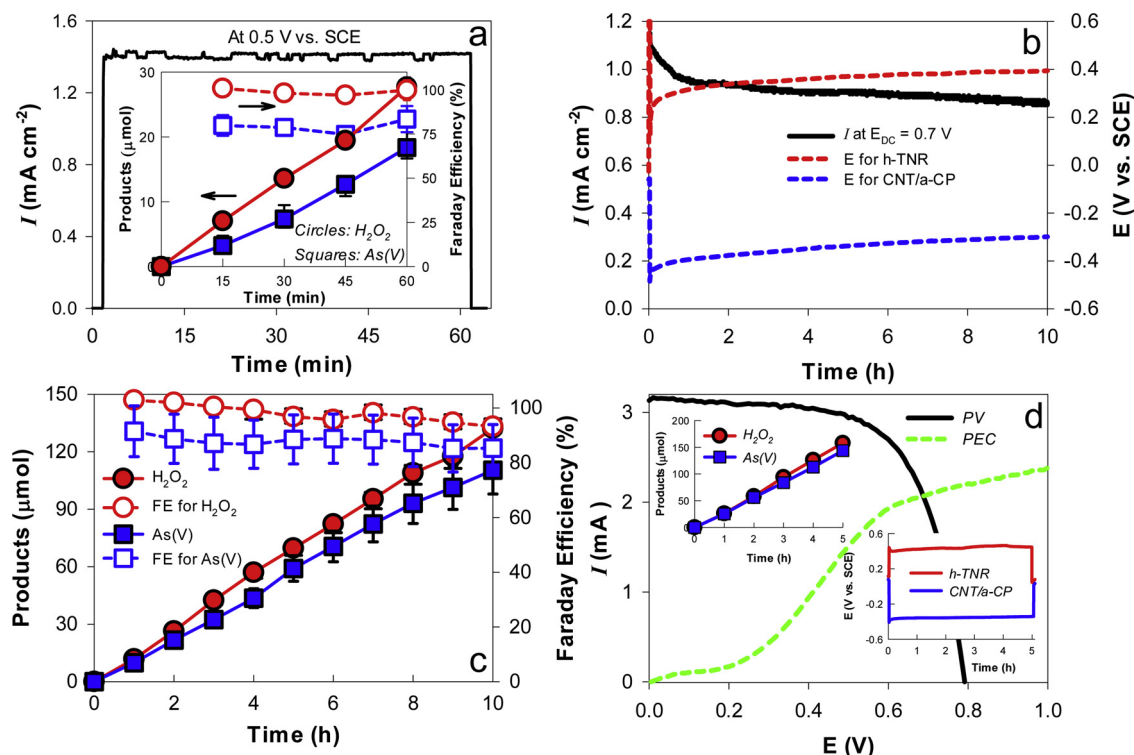 a
At 0.5 V vs. SCE
I (mA cm-2)
1.6
1.2
0.8
0.4
0.0
0 15 30 45 60
Time (min)
Products (μmol)
30
20
10
0
0 15 30 45 60
Time (min)
100
75
50
25
0
Faraday Efficiency (%)
Circles: H2O2
Squares: As(V)
b
I (mA cm-2)
1.2
1.0
0.8
0.6
0.4
0.2
0.0
0 2 4 6 8 10
Time (h)
0.6
0.4
0.2
0.0
-0.2
-0.4
-0.6
E (V vs. SCE)
I at EDC = 0.7 V
E for h-TNR
E for CNT/a-CP
c
Products (μmol)
150
120
90
60
30
0
0 2 4 6 8 10
Time (h)
100
80
60
40
20
0
Faraday Efficiency (%)
H2O2
FE for H2O2
As(V)
FE for As(V)
d
I (mA)
3
2
1
0
0.0 0.2 0.4 0.6 0.8 1.0
E (V)
PV
PEC
Products (μmol)
200
150
100
50
0
0 1 2 3 4 5
Time (h)
H2O2
As(V)
E (V vs. SCE)
0.6
0.2
-0.2
-0.6
0 1 2 3 4 5
Time (h)
h-TNR
CNT/a-CP